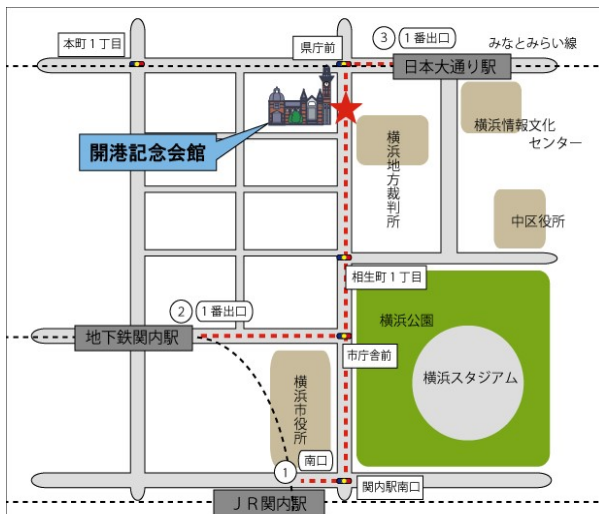 本町1丁目
県庁前
③
1番出口
みなとみらい線
日本大通り駅
開港記念会館
横浜地方裁判所
横浜情報文化
センター
中区役所
相生町1丁目
②
1番出口
地下鉄関内駅
横浜公園
市庁舎前
横浜スタジアム
横浜市役所
南口
①
関内駅南口
JR関内駅